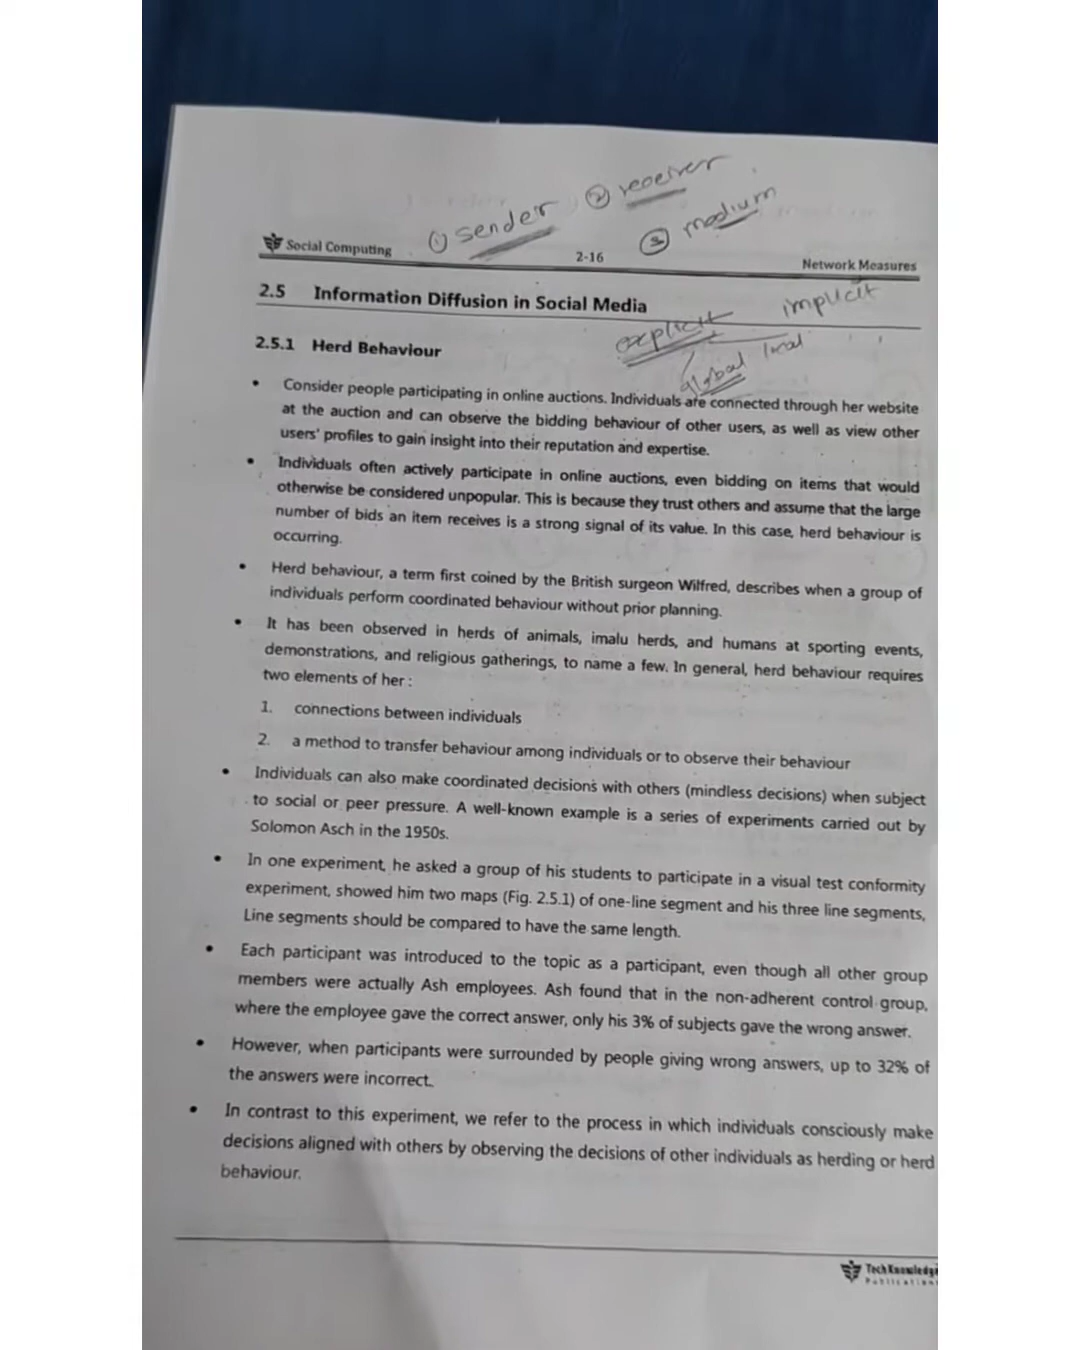 ① sender ② receiver
③ medium
Social Computing
2-16
Network Measures
2.5 Information Diffusion in Social Media
explicit implicit
global local
2.5.1 Herd Behaviour
• Consider people participating in online auctions. Individuals are connected through her website
at the auction and can observe the bidding behaviour of other users, as well as view other
users' profiles to gain insight into their reputation and expertise.
• Individuals often actively participate in online auctions, even bidding on items that would
otherwise be considered unpopular. This is because they trust others and assume that the large
number of bids an item receives is a strong signal of its value. In this case, herd behaviour is
occurring.
• Herd behaviour, a term first coined by the British surgeon Wilfred, describes when a group of
individuals perform coordinated behaviour without prior planning.
• It has been observed in herds of animals, imalu herds, and humans at sporting events,
demonstrations, and religious gatherings, to name a few. In general, herd behaviour requires
two elements of her :
1. connections between individuals
2. a method to transfer behaviour among individuals or to observe their behaviour
• Individuals can also make coordinated decisions with others (mindless decisions) when subject
to social or peer pressure. A well-known example is a series of experiments carried out by
Solomon Asch in the 1950s.
• In one experiment, he asked a group of his students to participate in a visual test conformity
experiment, showed him two maps (Fig. 2.5.1) of one-line segment and his three line segments,
Line segments should be compared to have the same length.
• Each participant was introduced to the topic as a participant, even though all other group
members were actually Ash employees. Ash found that in the non-adherent control group,
where the employee gave the correct answer, only his 3% of subjects gave the wrong answer.
• However, when participants were surrounded by people giving wrong answers, up to 32% of
the answers were incorrect.
• In contrast to this experiment, we refer to the process in which individuals consciously make
decisions aligned with others by observing the decisions of other individuals as herding or herd
behaviour.
TechKnowledge
Publications